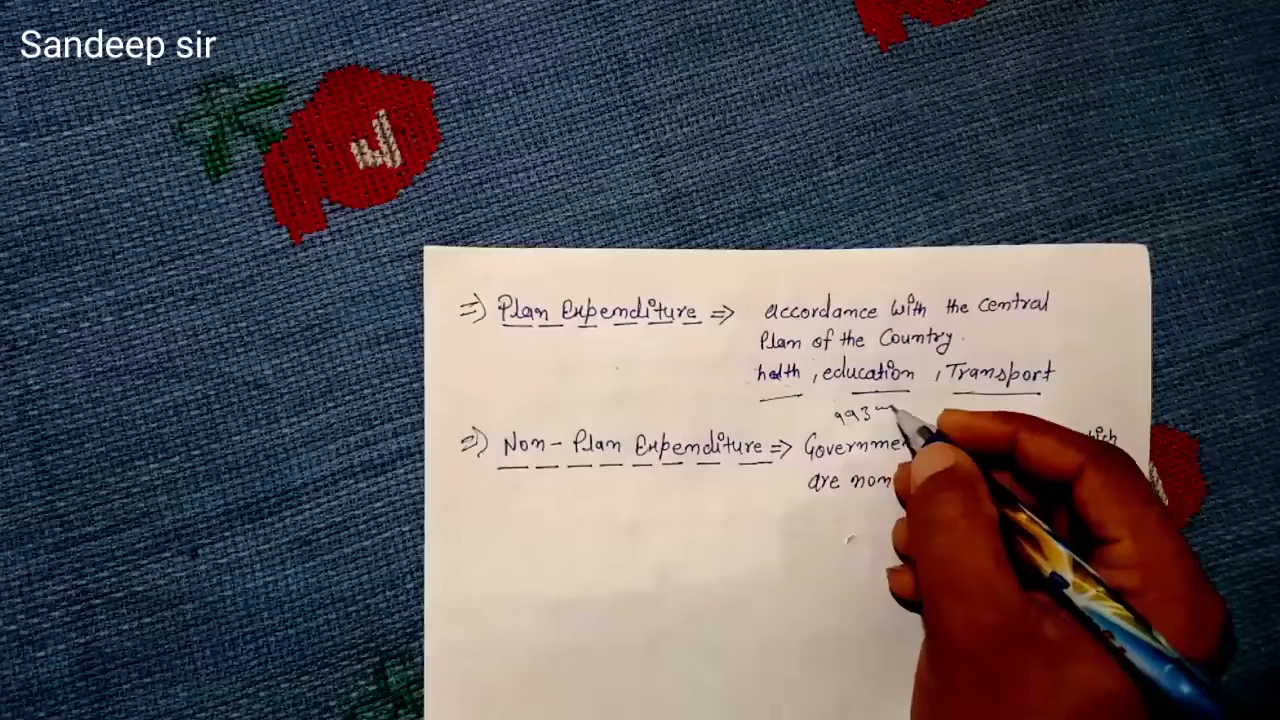 Sandeep sir
=> Plan Expenditure => accordance with the central
Plan of the Country.
helth, education, Transport
=> Non-Plan Expenditure => Governme
are non